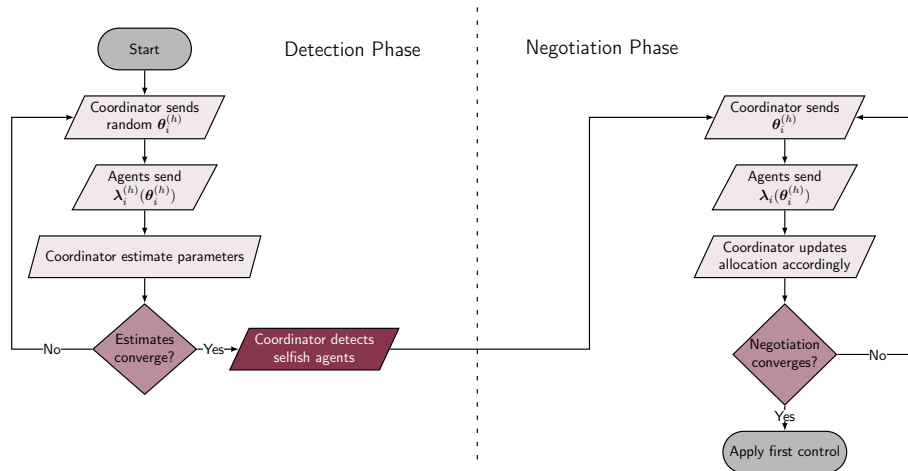 Detection Phase
Start
Coordinator sends
random θ_i^(h)
Agents send
λ_i^(h)(θ_i^(h))
Coordinator estimate parameters
Estimates
converge?
No
Yes
Coordinator detects
selfish agents
Negotiation Phase
Coordinator sends
θ_i^(h)
Agents send
λ_i(θ_i^(h))
Coordinator updates
allocation accordingly
Negotiation
converges?
No
Yes
Apply first control